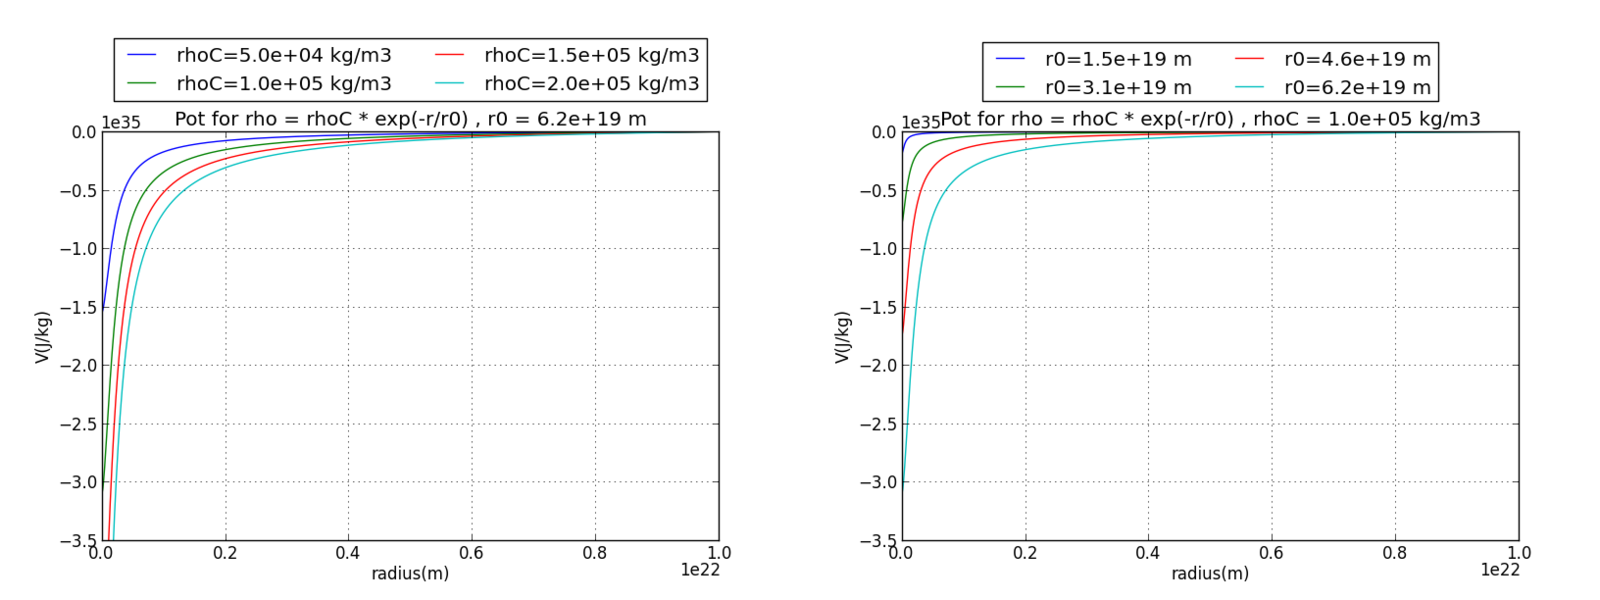 rhoC=5.0e+04 kg/m3 rhoC=1.5e+05 kg/m3
rhoC=1.0e+05 kg/m3 rhoC=2.0e+05 kg/m3
1e35 Pot for rho = rhoC * exp(-r/r0) , r0 = 6.2e+19 m
0.0
−0.5
−1.0
−1.5
−2.0
−2.5
−3.0
−3.5
V(J/kg)
0.0 0.2 0.4 0.6 0.8 1.0
1e22
radius(m)
r0=1.5e+19 m r0=4.6e+19 m
r0=3.1e+19 m r0=6.2e+19 m
1e35 Pot for rho = rhoC * exp(-r/r0) , rhoC = 1.0e+05 kg/m3
0.0
−0.5
−1.0
−1.5
−2.0
−2.5
−3.0
−3.5
V(J/kg)
0.0 0.2 0.4 0.6 0.8 1.0
1e22
radius(m)